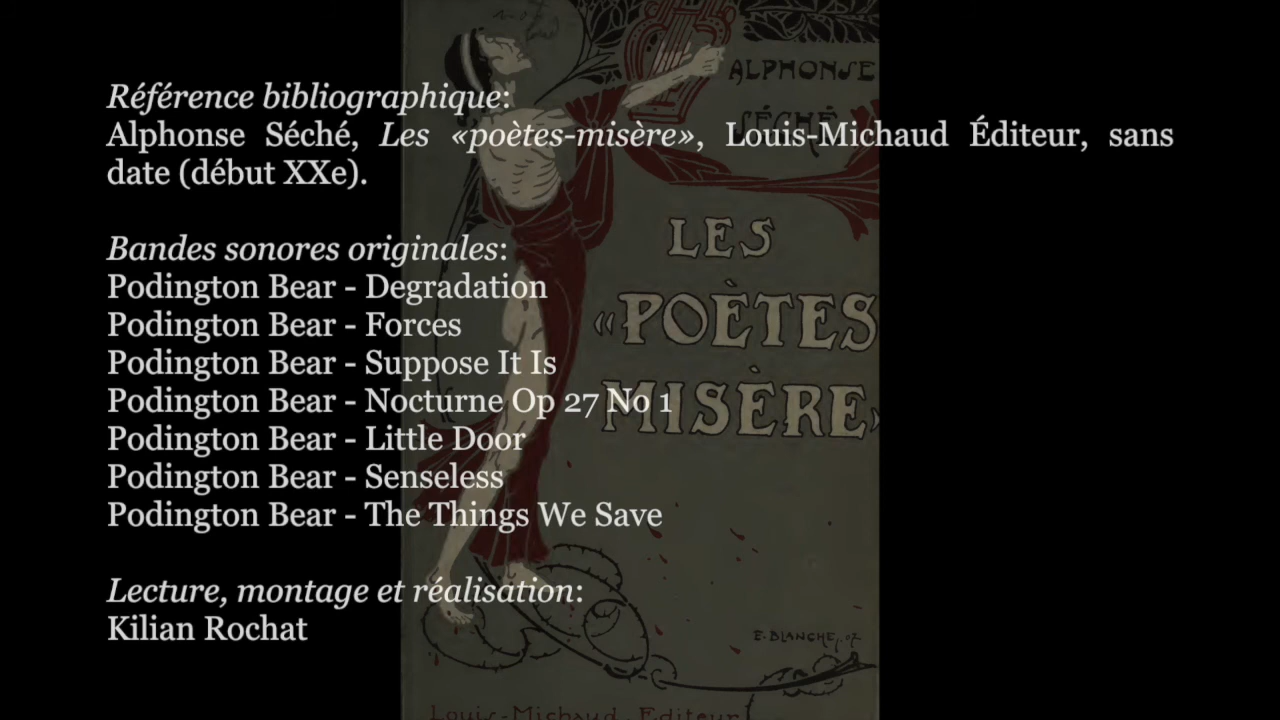 Référence bibliographique:
Alphonse Séché, Les «poètes-misère», Louis-Michaud Éditeur, sans
date (début XXe).
Bandes sonores originales:
Podington Bear - Degradation
Podington Bear - Forces
Podington Bear - Suppose It Is
Podington Bear - Nocturne Op 27 No 1
Podington Bear - Little Door
Podington Bear - Senseless
Podington Bear - The Things We Save
Lecture, montage et réalisation:
Kilian Rochat
ALPHONSE
SÉCHÉ
LES
«POÈTES
MISÈRE»
E. BLANCHE, 07
Louis-Michaud Editeur